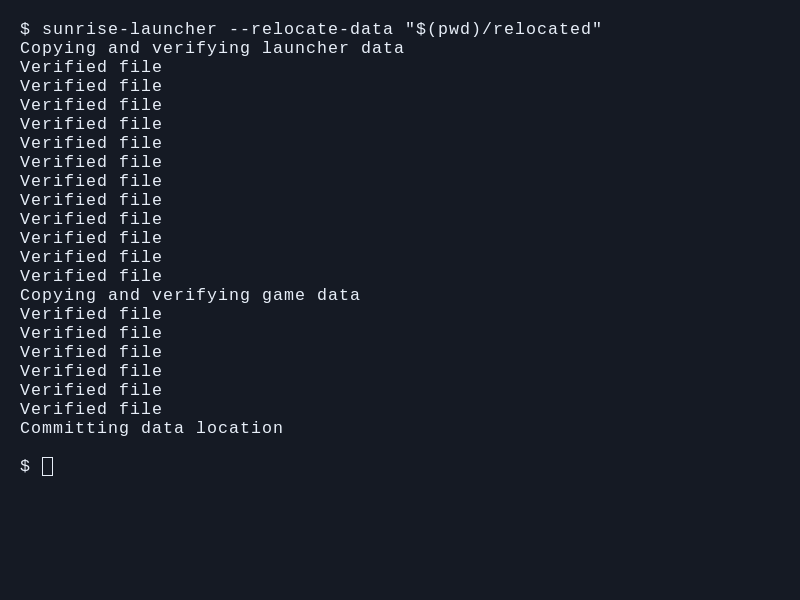 $ sunrise-launcher --relocate-data "$(pwd)/relocated"
Copying and verifying launcher data
Verified file
Verified file
Verified file
Verified file
Verified file
Verified file
Verified file
Verified file
Verified file
Verified file
Verified file
Verified file
Copying and verifying game data
Verified file
Verified file
Verified file
Verified file
Verified file
Verified file
Committing data location
$